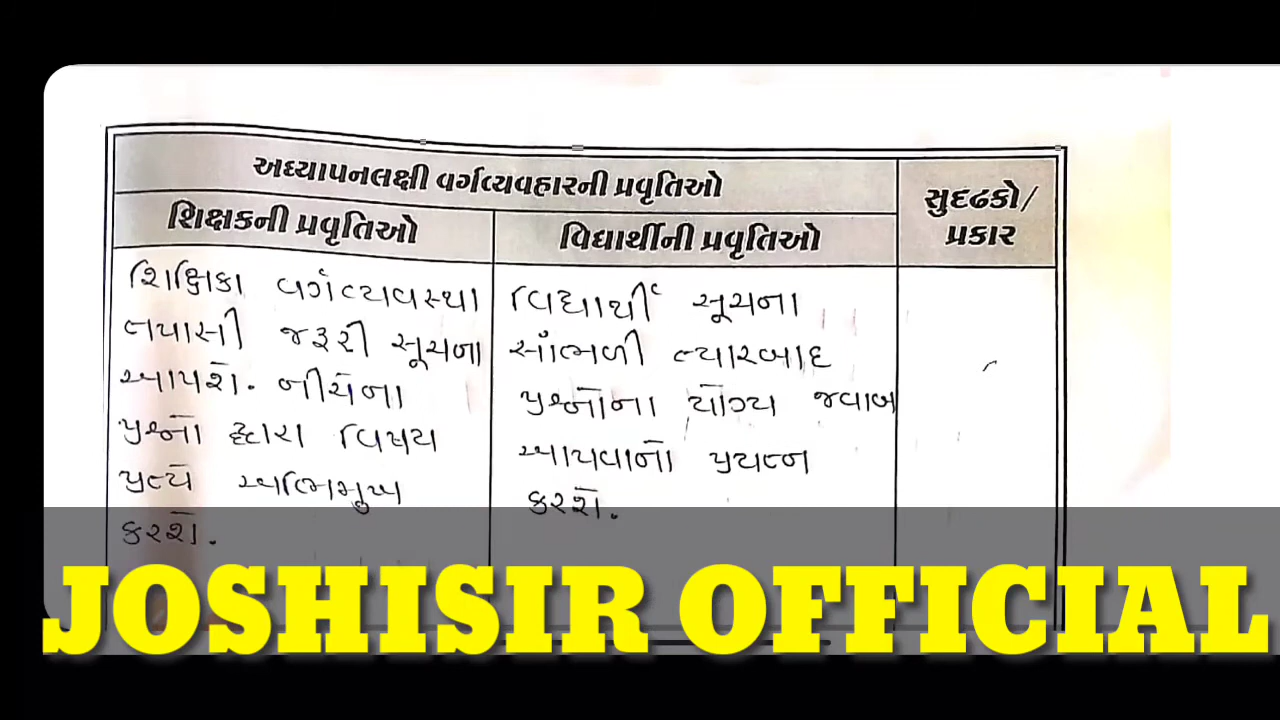 અધ્યાપનલક્ષી વર્ગવ્યવહારની પ્રવૃતિઓ
સુદઢકો/
પ્રકાર
શિક્ષકની પ્રવૃતિઓ
વિદ્યાર્થીની પ્રવૃતિઓ
શિક્ષિકા વર્ગવ્યવસ્થા
તપાસી જરૂરી સૂચના
આપશે. નીચેના
પ્રશ્નો દ્વારા વિષય
પ્રત્યે અભિમુખ
કરશે.
વિદ્યાર્થી સૂચના
સાંભળી ત્યારબાદ
પ્રશ્નોના યોગ્ય જવાબ
આપવાનો પ્રયત્ન
કરશે.
JOSHISIR OFFICIAL